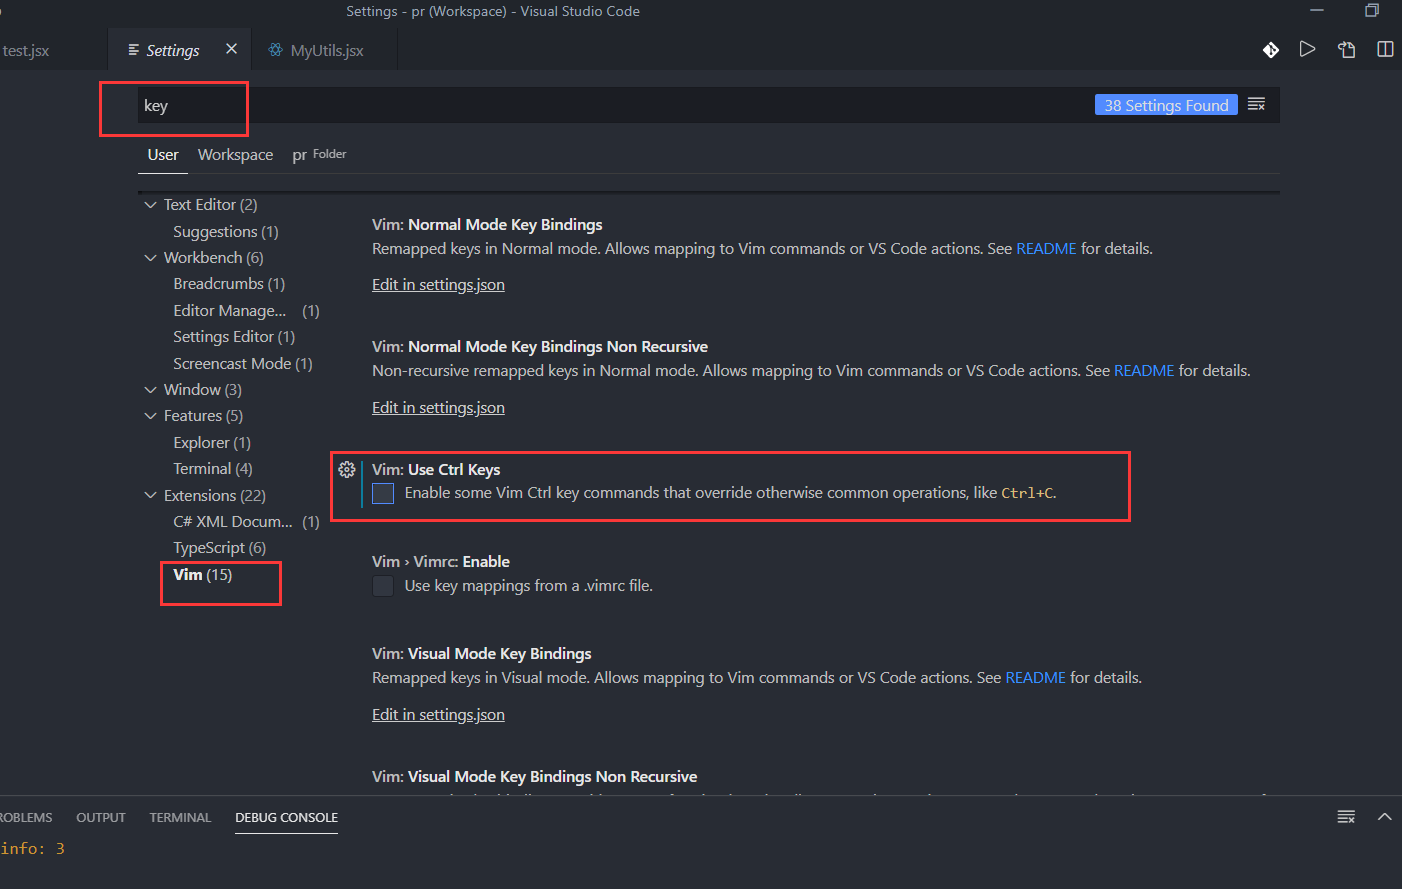 Settings - pr (Workspace) - Visual Studio Code
test.jsx
Settings
MyUtils.jsx
key
38 Settings Found
User Workspace pr Folder
Text Editor (2)
Suggestions (1)
Workbench (6)
Breadcrumbs (1)
Editor Manage... (1)
Settings Editor (1)
Screencast Mode (1)
Window (3)
Features (5)
Explorer (1)
Terminal (4)
Extensions (22)
C# XML Docum... (1)
TypeScript (6)
Vim (15)
Vim: Normal Mode Key Bindings
Remapped keys in Normal mode. Allows mapping to Vim commands or VS Code actions. See README for details.
Edit in settings.json
Vim: Normal Mode Key Bindings Non Recursive
Non-recursive remapped keys in Normal mode. Allows mapping to Vim commands or VS Code actions. See README for details.
Edit in settings.json
Vim: Use Ctrl Keys
Enable some Vim Ctrl key commands that override otherwise common operations, like Ctrl+C.
Vim › Vimrc: Enable
Use key mappings from a .vimrc file.
Vim: Visual Mode Key Bindings
Remapped keys in Visual mode. Allows mapping to Vim commands or VS Code actions. See README for details.
Edit in settings.json
Vim: Visual Mode Key Bindings Non Recursive
ROBLEMS OUTPUT TERMINAL DEBUG CONSOLE
info: 3